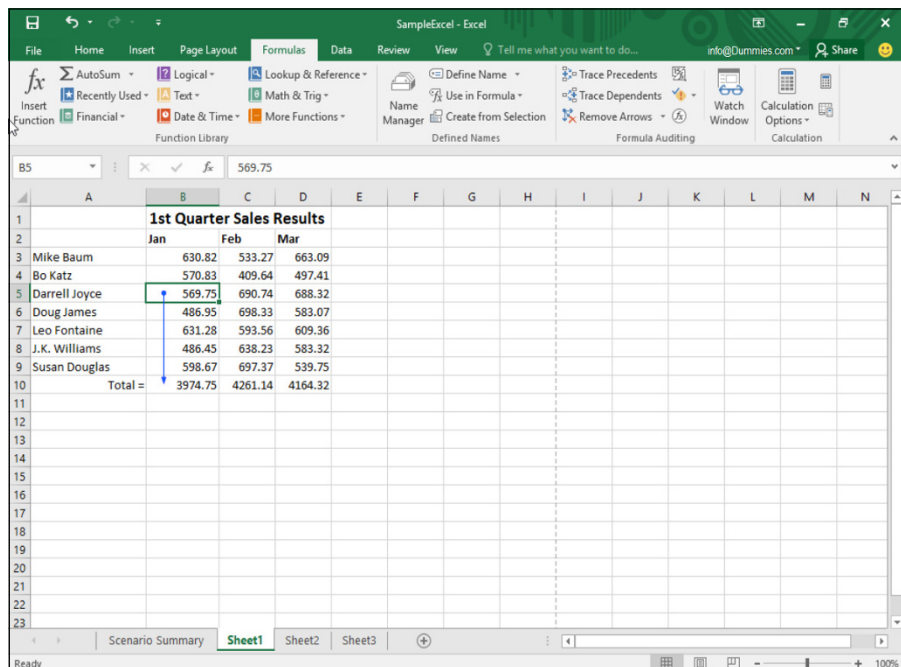 SampleExcel - Excel
File Home Insert Page Layout Formulas Data Review View Tell me what you want to do... info@Dummies.com Share
fx Insert Function
Σ AutoSum
Recently Used
Financial
Logical
Text
Date & Time
Lookup & Reference
Math & Trig
More Functions
Function Library
Name Manager
Define Name
Use in Formula
Create from Selection
Defined Names
Trace Precedents
Trace Dependents
Remove Arrows
Formula Auditing
Watch Window
Calculation Options
Calculation
B5 fx 569.75
A B C D E F G H I J K L M N
1 1st Quarter Sales Results
2 Jan Feb Mar
3 Mike Baum 630.82 533.27 663.09
4 Bo Katz 570.83 409.64 497.41
5 Darrell Joyce 569.75 690.74 688.32
6 Doug James 486.95 698.33 583.07
7 Leo Fontaine 631.28 593.56 609.36
8 J.K. Williams 486.45 638.23 583.32
9 Susan Douglas 598.67 697.37 539.75
10 Total = 3974.75 4261.14 4164.32
11
12
13
14
15
16
17
18
19
20
21
22
23
Scenario Summary Sheet1 Sheet2 Sheet3
Ready 100%